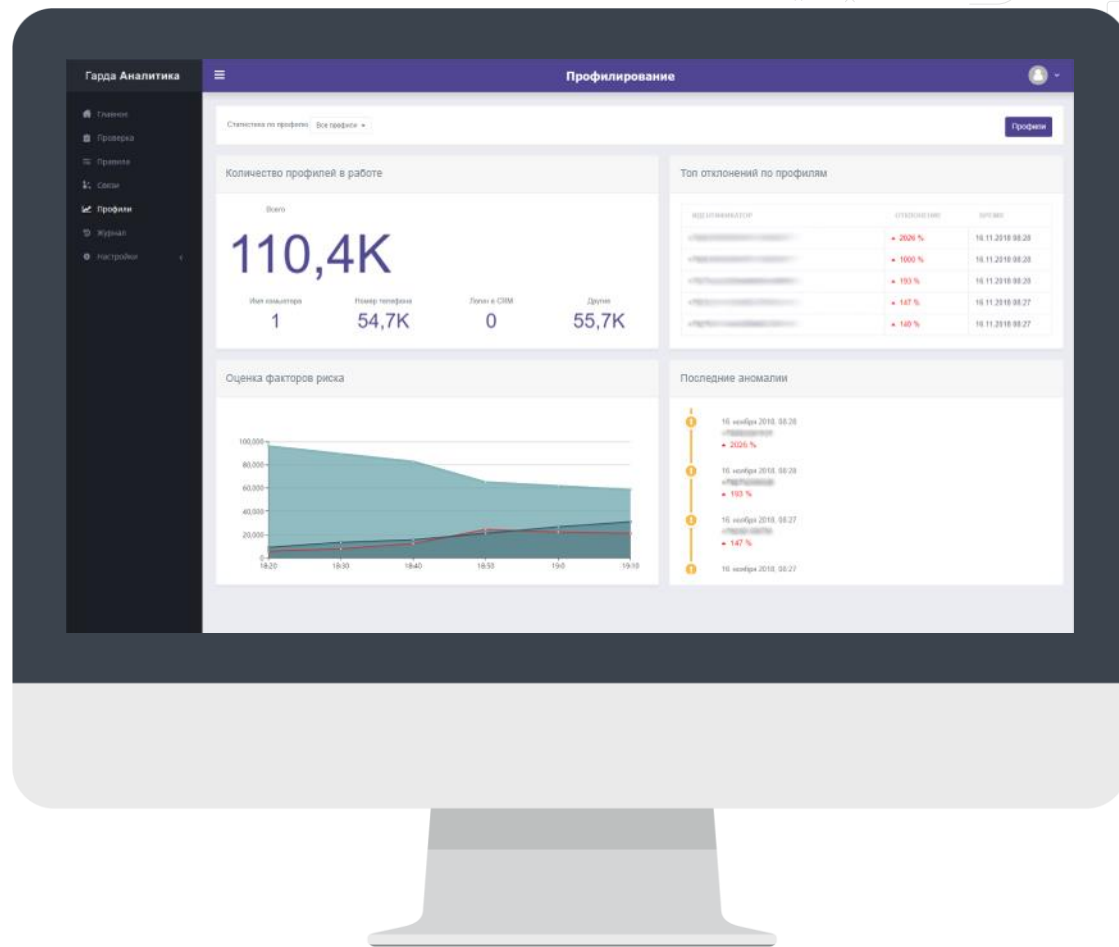 Гарда Аналитика
Профилирование
Главное
Проверка
Правила
Связи
Профили
Журнал
Настройки
Статистика по профилю Все профили
Профили
Количество профилей в работе
Всего
110,4K
Имя компьютера Номер телефона Логин в CRM Другие
1 54,7K 0 55,7K
Топ отклонений по профилям
ИДЕНТИФИКАТОР ОТКЛОНЕНИЕ ВРЕМЯ
2026 % 16.11.2018 08:28
1000 % 16.11.2018 08:28
193 % 16.11.2018 08:28
147 % 16.11.2018 08:27
140 % 16.11.2018 08:27
Оценка факторов риска
100,000
80,000
60,000
40,000
20,000
0
18:20 18:30 18:40 18:50 19:0 19:10
Последние аномалии
16 ноября 2018, 08:28
2026 %
16 ноября 2018, 08:28
193 %
16 ноября 2018, 08:27
147 %
16 ноября 2018, 08:27